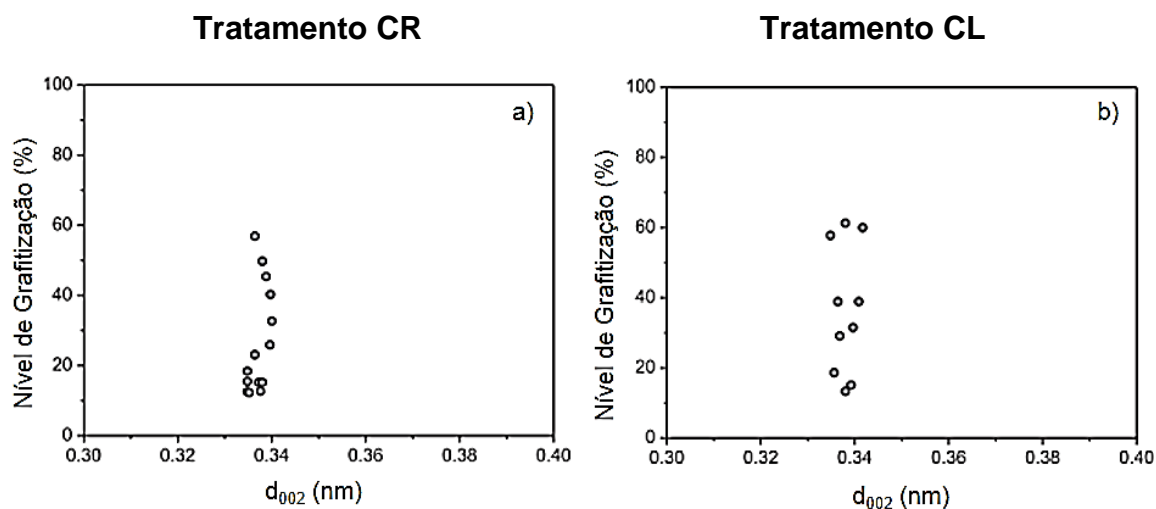 Tratamento CR
Tratamento CL
a)
100
80
60
40
20
0
Nível de Grafitização (%)
0.30 0.32 0.34 0.36 0.38 0.40
d002 (nm)
b)
100
80
60
40
20
0
Nível de Grafitização (%)
0.30 0.32 0.34 0.36 0.38 0.40
d002 (nm)